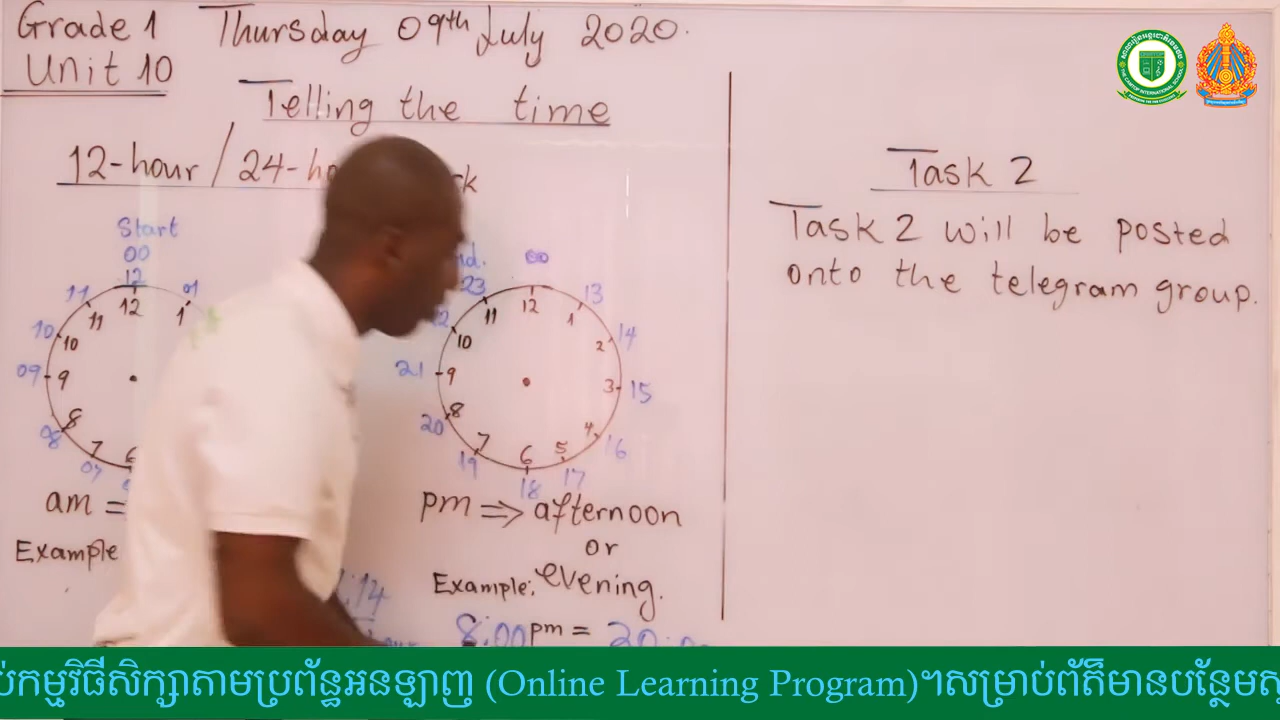 Grade 1 Thursday 09th July 2020.
Unit 10
Telling the time
12-hour / 24-
Start
00
12
11 01
10
09
08
07
12
1
11
10
9
8
7
6
00
23 13
14
21 15
20 16
19 17
18
12
11 1
10 2
9 3
8 4
7 5
6
am =
pm ⇒ afternoon
or
evening.
Example
Example:
8:00 pm = 20:00
Task 2
Task 2 will be posted
onto the telegram group.
កម្មវិធីសិក្សាតាមប្រព័ន្ធអនឡាញ (Online Learning Program)។សម្រាប់ព័ត៌មានបន្ថែម